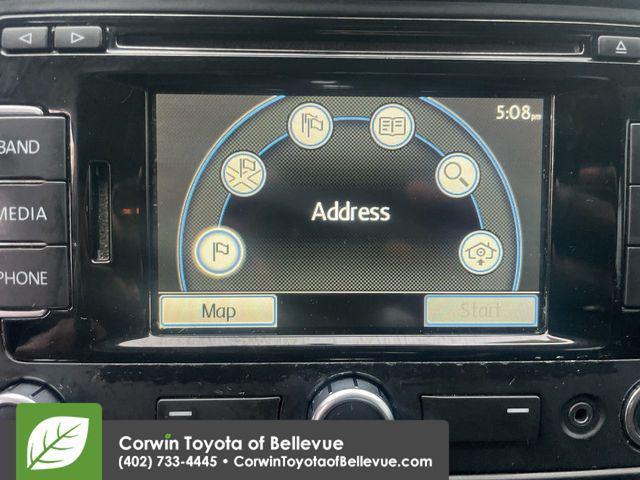 5:08pm
BAND
MEDIA
PHONE
Address
Map
Start
Corwin Toyota of Bellevue
(402) 733-4445 • CorwinToyotaofBellevue.com